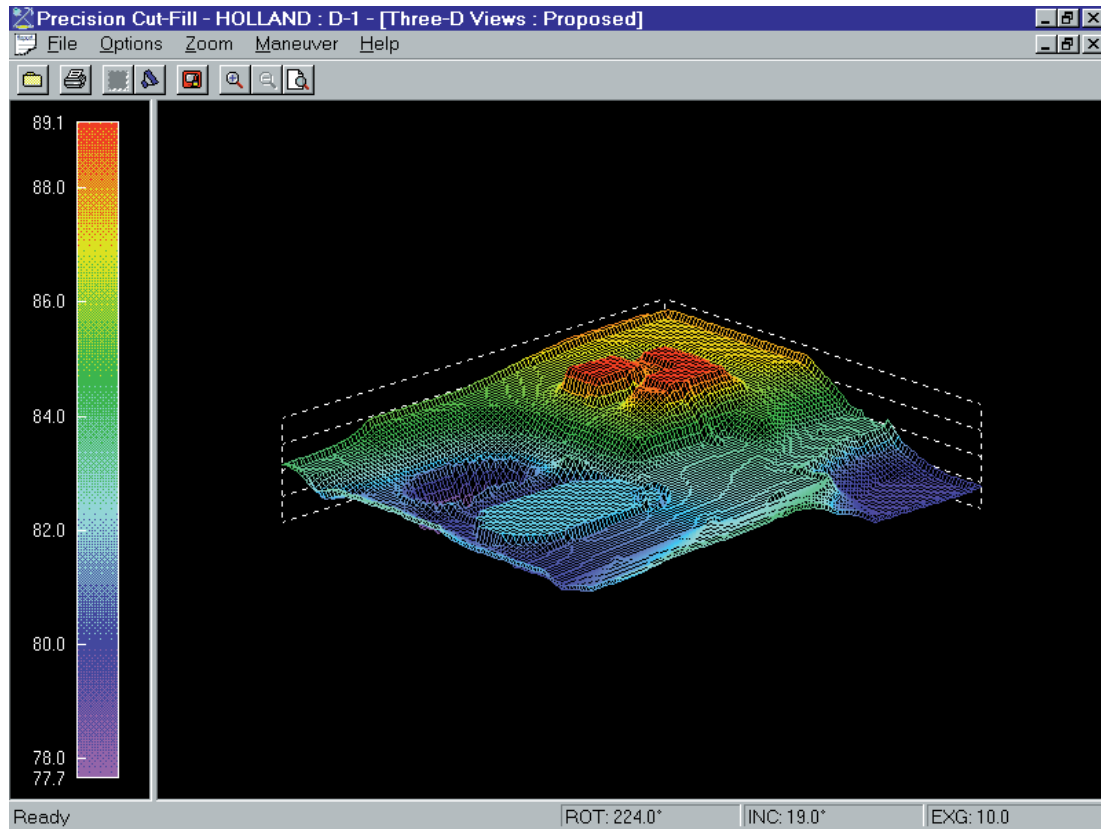 Precision Cut-Fill - HOLLAND : D-1 - [Three-D Views : Proposed]
File Options Zoom Maneuver Help
89.1
88.0
86.0
84.0
82.0
80.0
78.0
77.7
Ready ROT: 224.0° INC: 19.0° EXG: 10.0